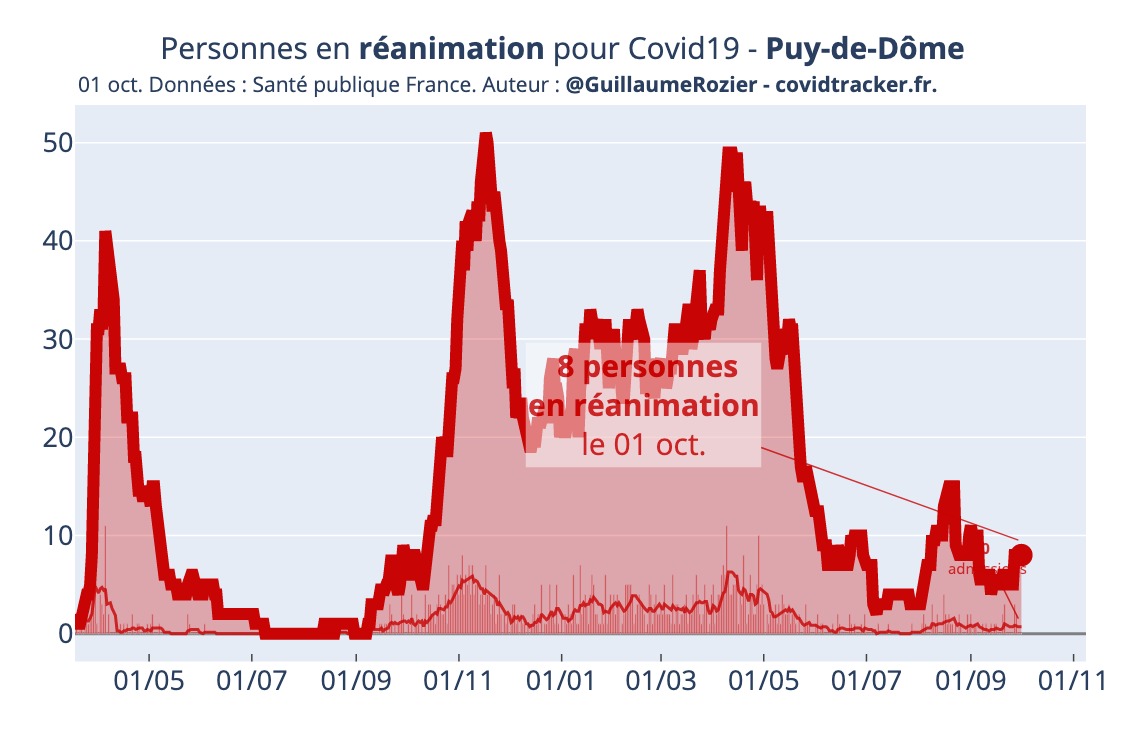 Personnes en réanimation pour Covid19 - Puy-de-Dôme
01 oct. Données : Santé publique France. Auteur : @GuillaumeRozier - covidtracker.fr.
50
40
30
20
10
0
8 personnes
en réanimation
le 01 oct.
0
admissions
01/05
01/07
01/09
01/11
01/01
01/03
01/05
01/07
01/09
01/11